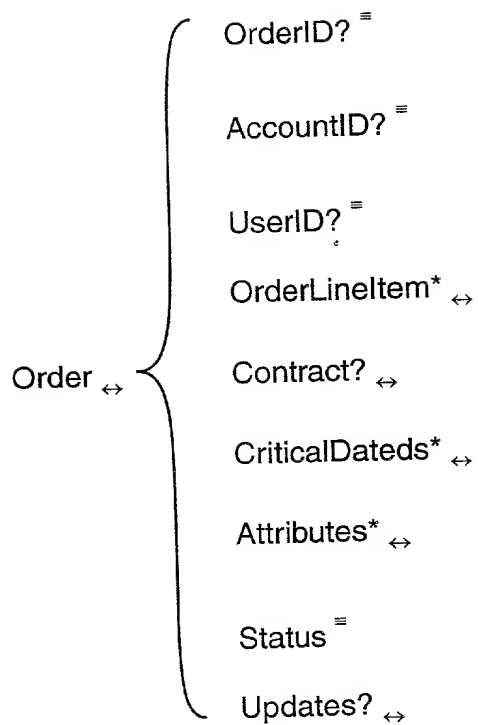 OrderID? ≡
AccountID? ≡
UserID? ≡
OrderLineItem* ↔
Order ↔
Contract? ↔
CriticalDateds* ↔
Attributes* ↔
Status ≡
Updates? ↔